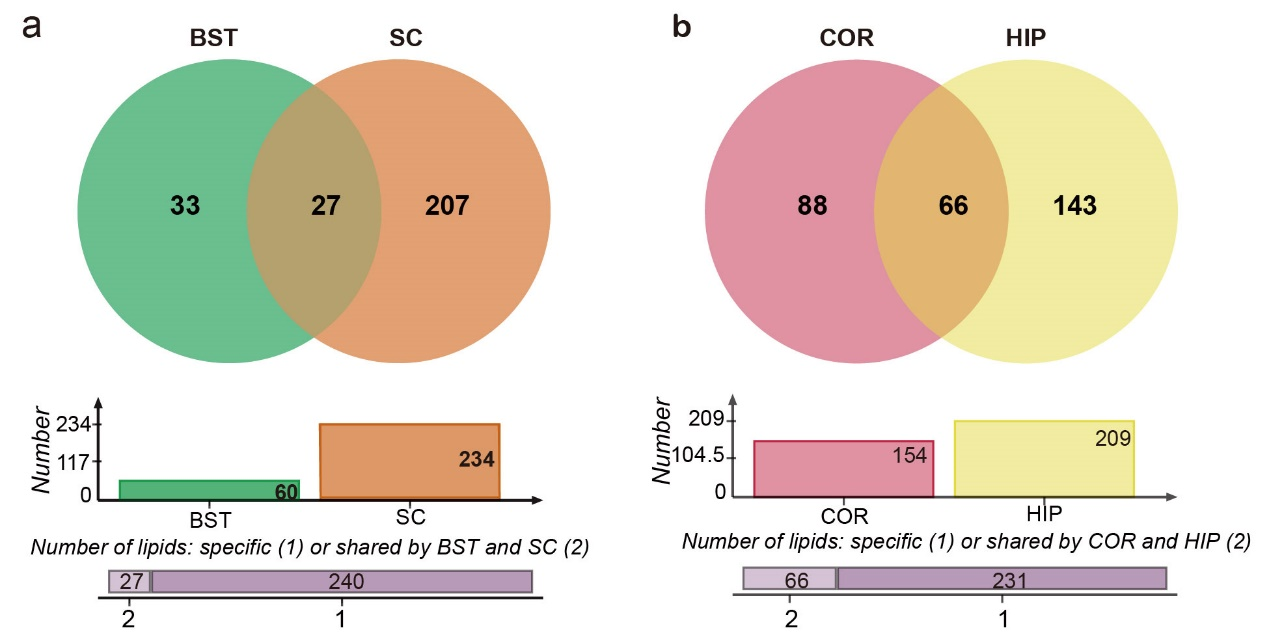 a
BST SC
33 27 207
Number
234
117
0
60
234
BST SC
Number of lipids: specific (1) or shared by BST and SC (2)
27 240
2 1
b
COR HIP
88 66 143
Number
209
104.5
0
154
209
COR HIP
Number of lipids: specific (1) or shared by COR and HIP (2)
66 231
2 1